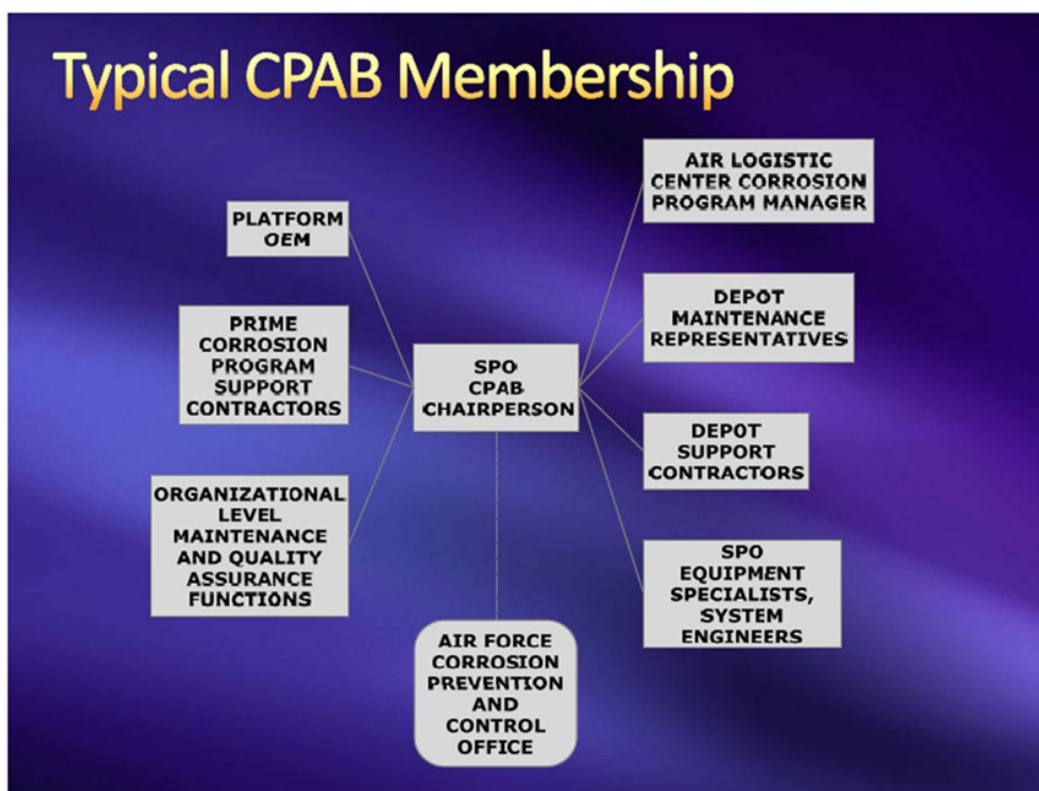 Typical CPAB Membership
PLATFORM
OEM
PRIME
CORROSION
PROGRAM
SUPPORT
CONTRACTORS
ORGANIZATIONAL
LEVEL
MAINTENANCE
AND QUALITY
ASSURANCE
FUNCTIONS
SPO
CPAB
CHAIRPERSON
AIR FORCE
CORROSION
PREVENTION
AND
CONTROL
OFFICE
AIR LOGISTIC
CENTER CORROSION
PROGRAM MANAGER
DEPOT
MAINTENANCE
REPRESENTATIVES
DEPOT
SUPPORT
CONTRACTORS
SPO
EQUIPMENT
SPECIALISTS,
SYSTEM
ENGINEERS